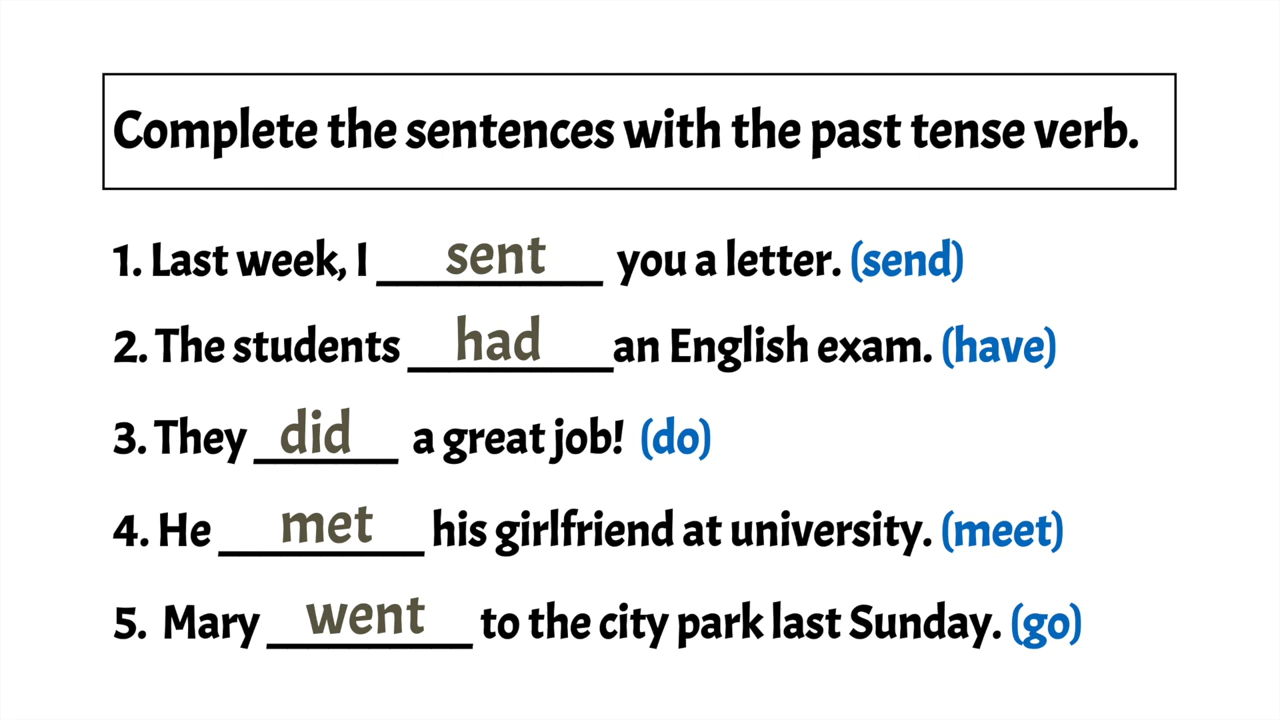 Complete the sentences with the past tense verb.
1. Last week, I sent you a letter. (send)
2. The students had an English exam. (have)
3. They did a great job! (do)
4. He met his girlfriend at university. (meet)
5. Mary went to the city park last Sunday. (go)